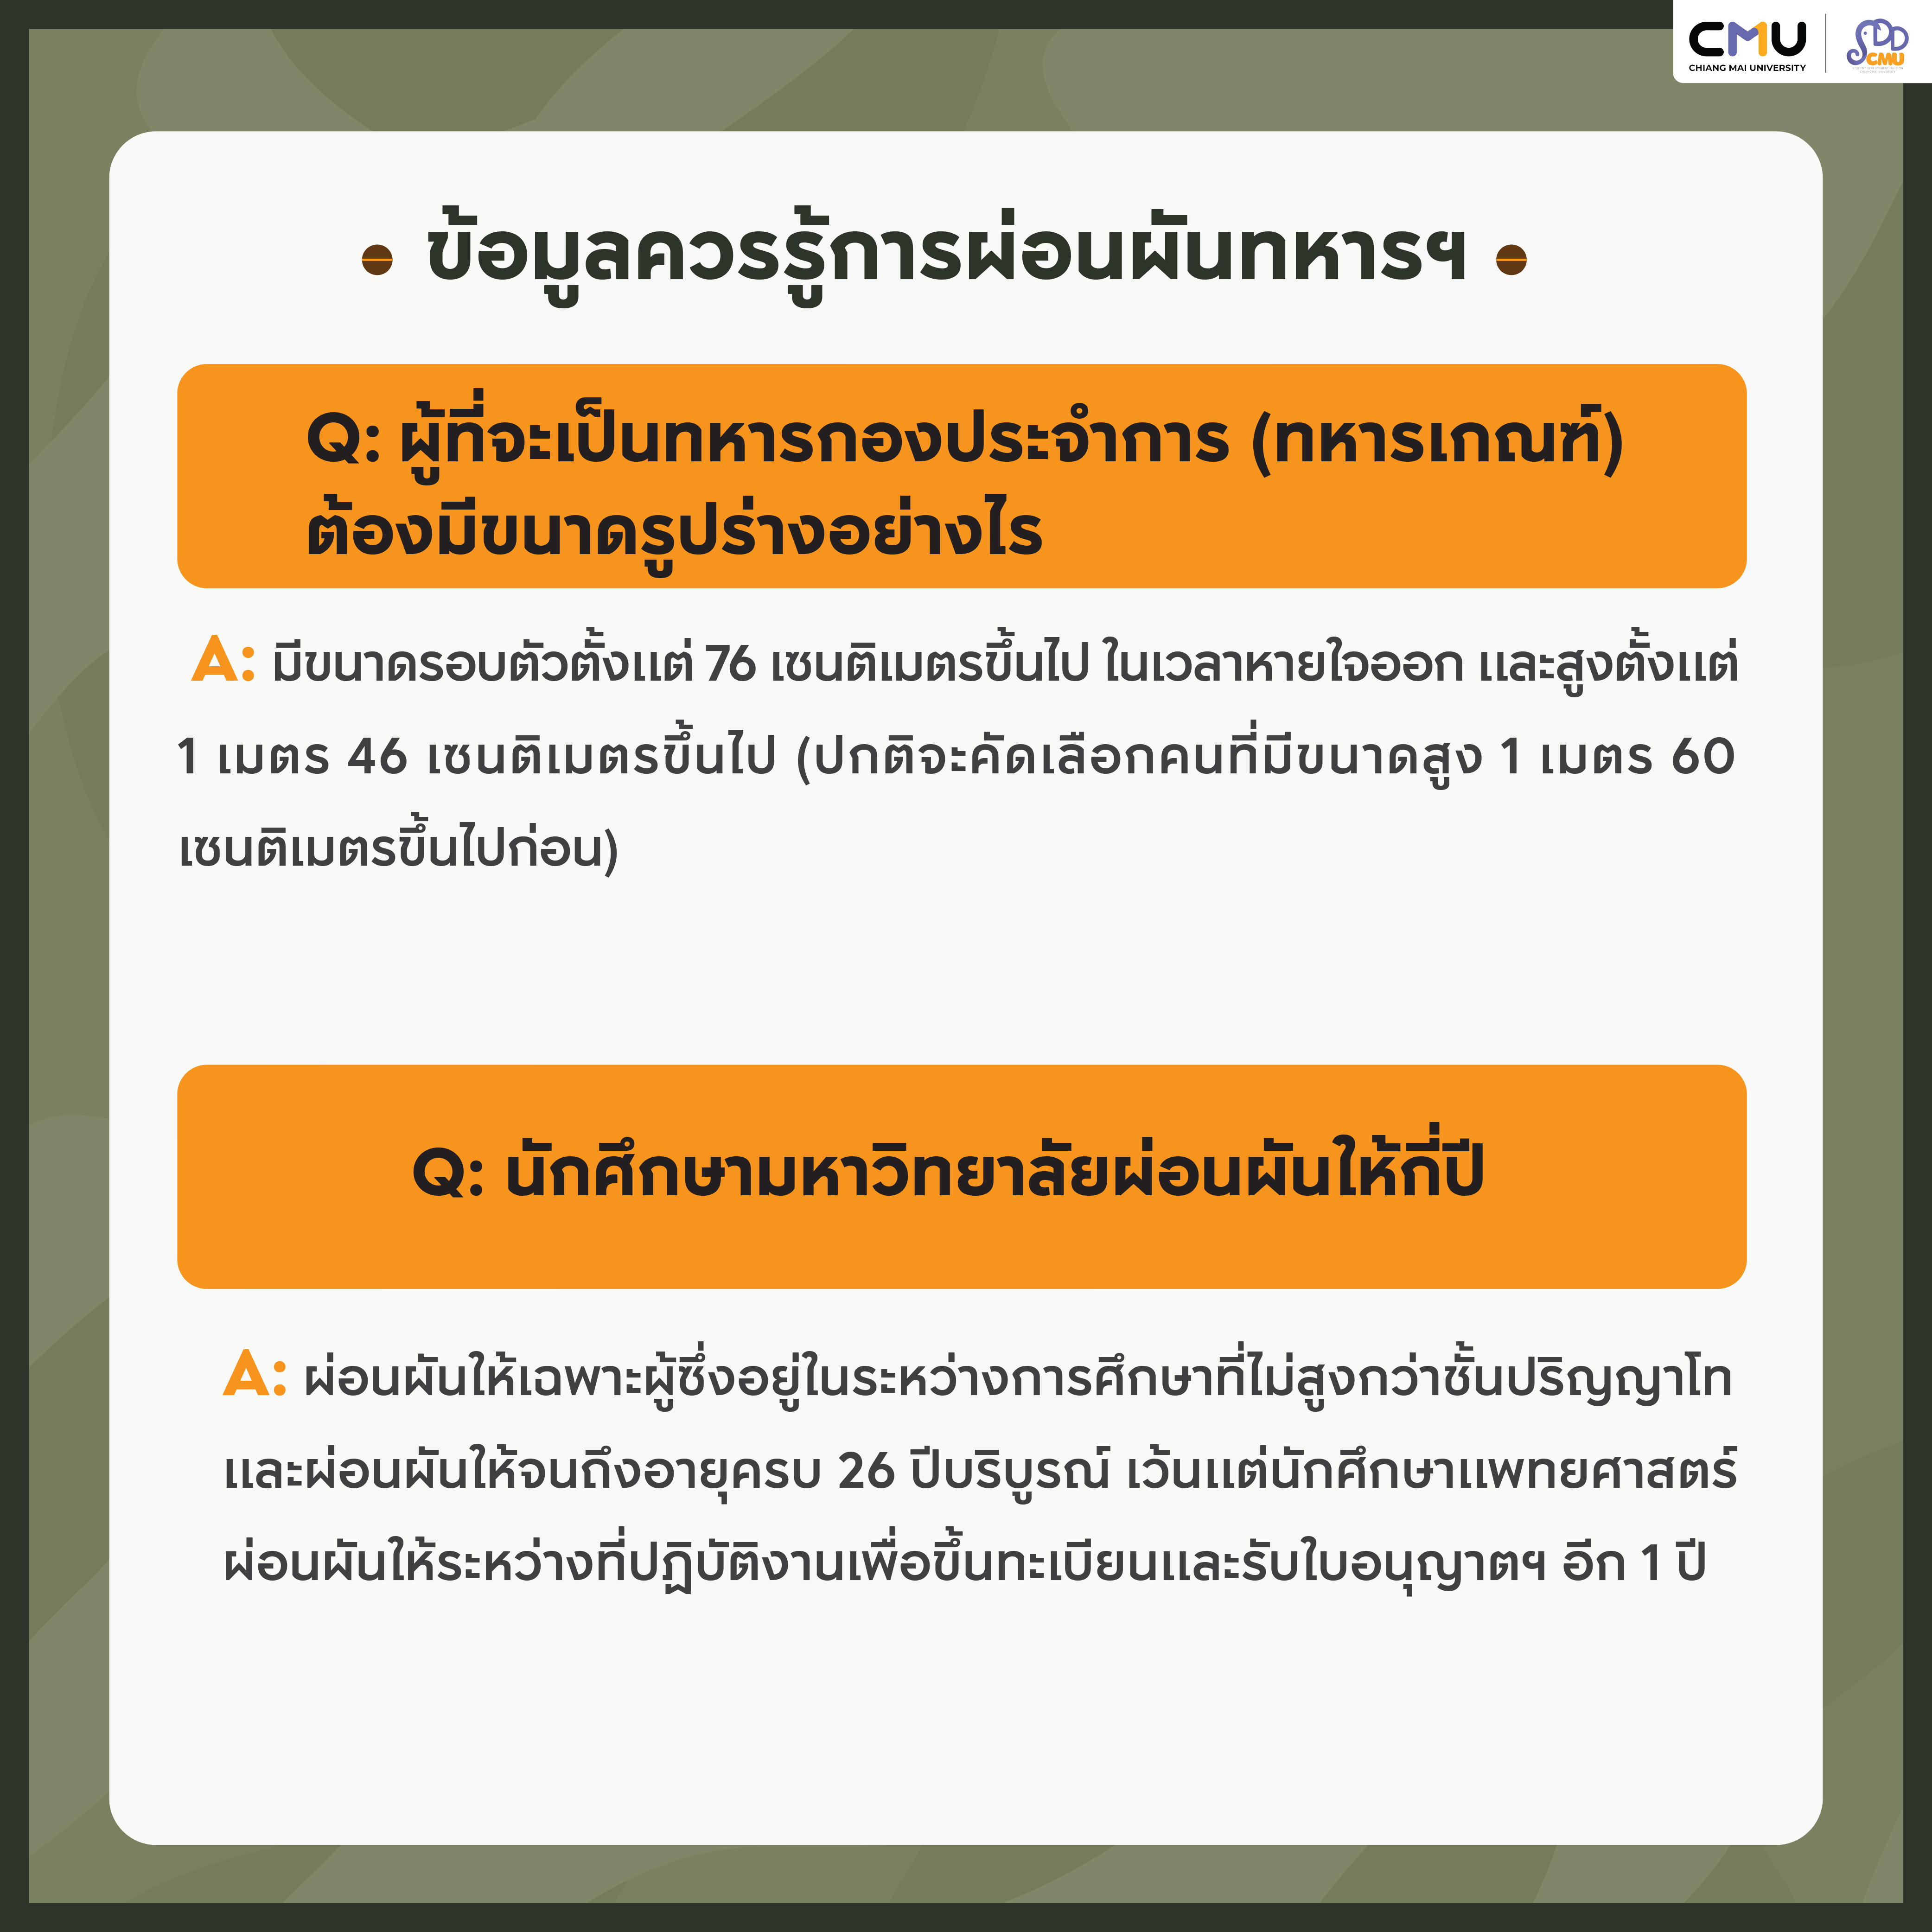 CMU
CHIANG MAI UNIVERSITY
SDD
CMU
ข้อมูลควรรู้การผ่อนผันทหารฯ
Q: ผู้ที่จะเป็นทหารกองประจำการ (ทหารเกณฑ์)
ต้องมีขนาดรูปร่างอย่างไร
A: มีขนาดรอบตัวตั้งแต่ 76 เซนติเมตรขึ้นไป ในเวลาหายใจออก และสูงตั้งแต่
1 เมตร 46 เซนติเมตรขึ้นไป (ปกติจะคัดเลือกคนที่มีขนาดสูง 1 เมตร 60
เซนติเมตรขึ้นไปก่อน)
Q: นักศึกษามหาวิทยาลัยผ่อนผันให้กี่ปี
A: ผ่อนผันให้เฉพาะผู้ซึ่งอยู่ในระหว่างการศึกษาที่ไม่สูงกว่าชั้นปริญญาโท
และผ่อนผันให้จนถึงอายุครบ 26 ปีบริบูรณ์ เว้นแต่นักศึกษาแพทยศาสตร์
ผ่อนผันให้ระหว่างที่ปฏิบัติงานเพื่อขึ้นทะเบียนและรับใบอนุญาตฯ อีก 1 ปี